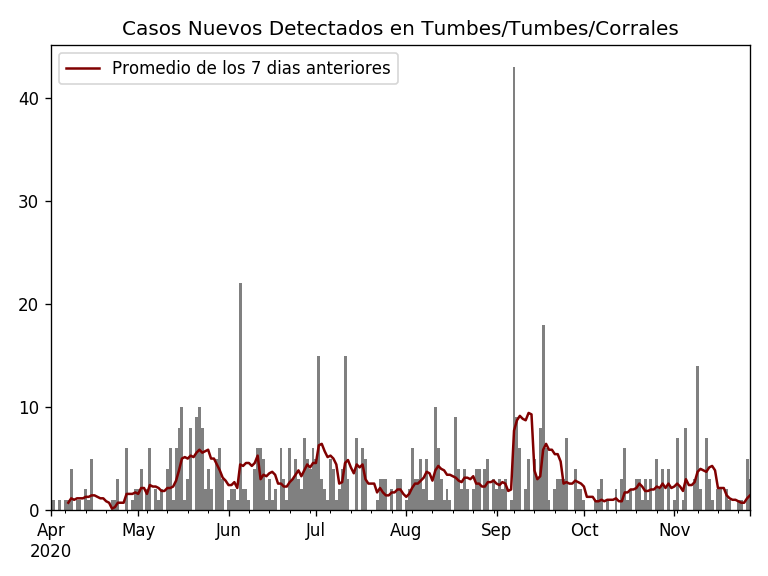 Casos Nuevos Detectados en Tumbes/Tumbes/Corrales
Promedio de los 7 dias anteriores
40
30
20
10
0
Apr May Jun Jul Aug Sep Oct Nov
2020